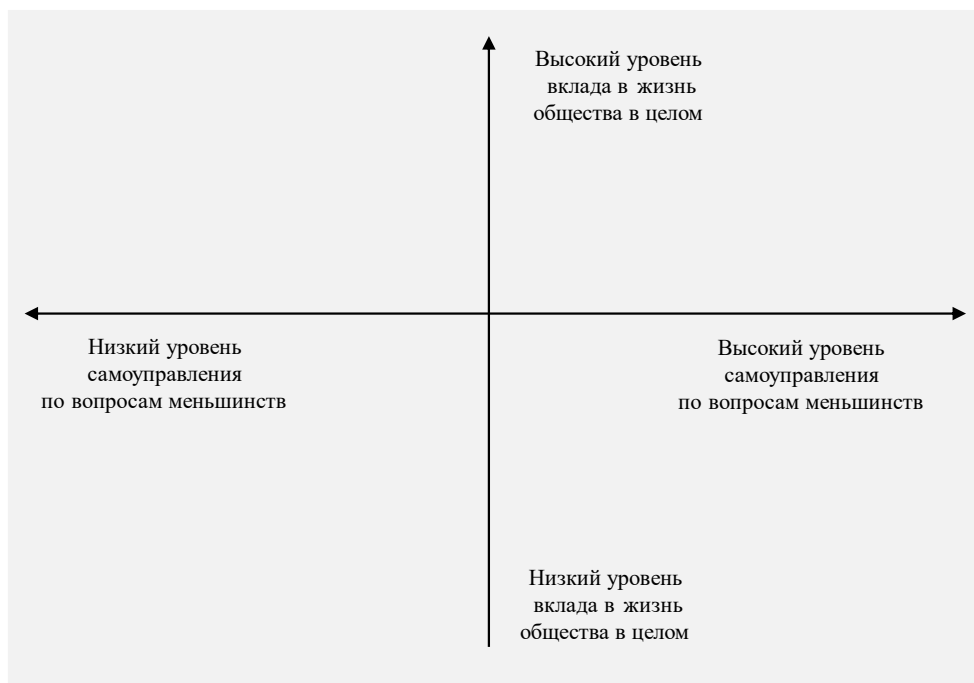 Высокий уровень
вклада в жизнь
общества в целом
Низкий уровень
самоуправления
по вопросам меньшинств
Высокий уровень
самоуправления
по вопросам меньшинств
Низкий уровень
вклада в жизнь
общества в целом